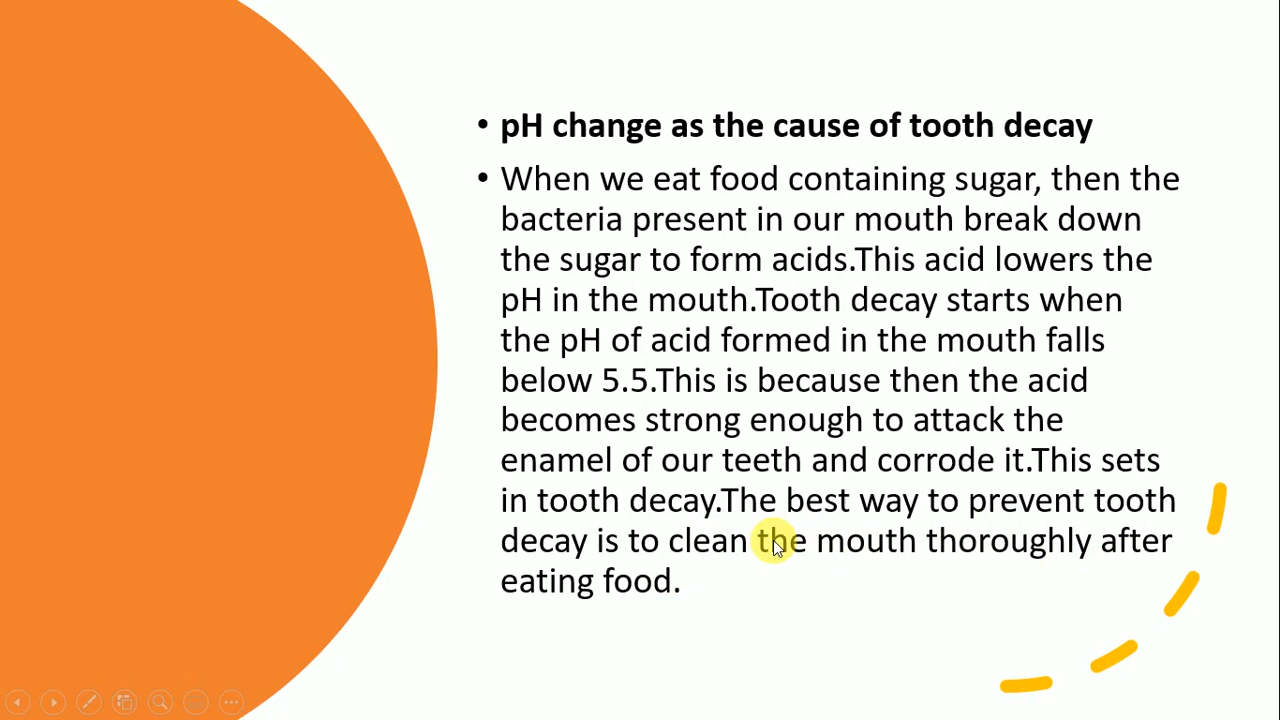 • pH change as the cause of tooth decay
• When we eat food containing sugar, then the
bacteria present in our mouth break down
the sugar to form acids.This acid lowers the
pH in the mouth.Tooth decay starts when
the pH of acid formed in the mouth falls
below 5.5.This is because then the acid
becomes strong enough to attack the
enamel of our teeth and corrode it.This sets
in tooth decay.The best way to prevent tooth
decay is to clean the mouth thoroughly after
eating food.